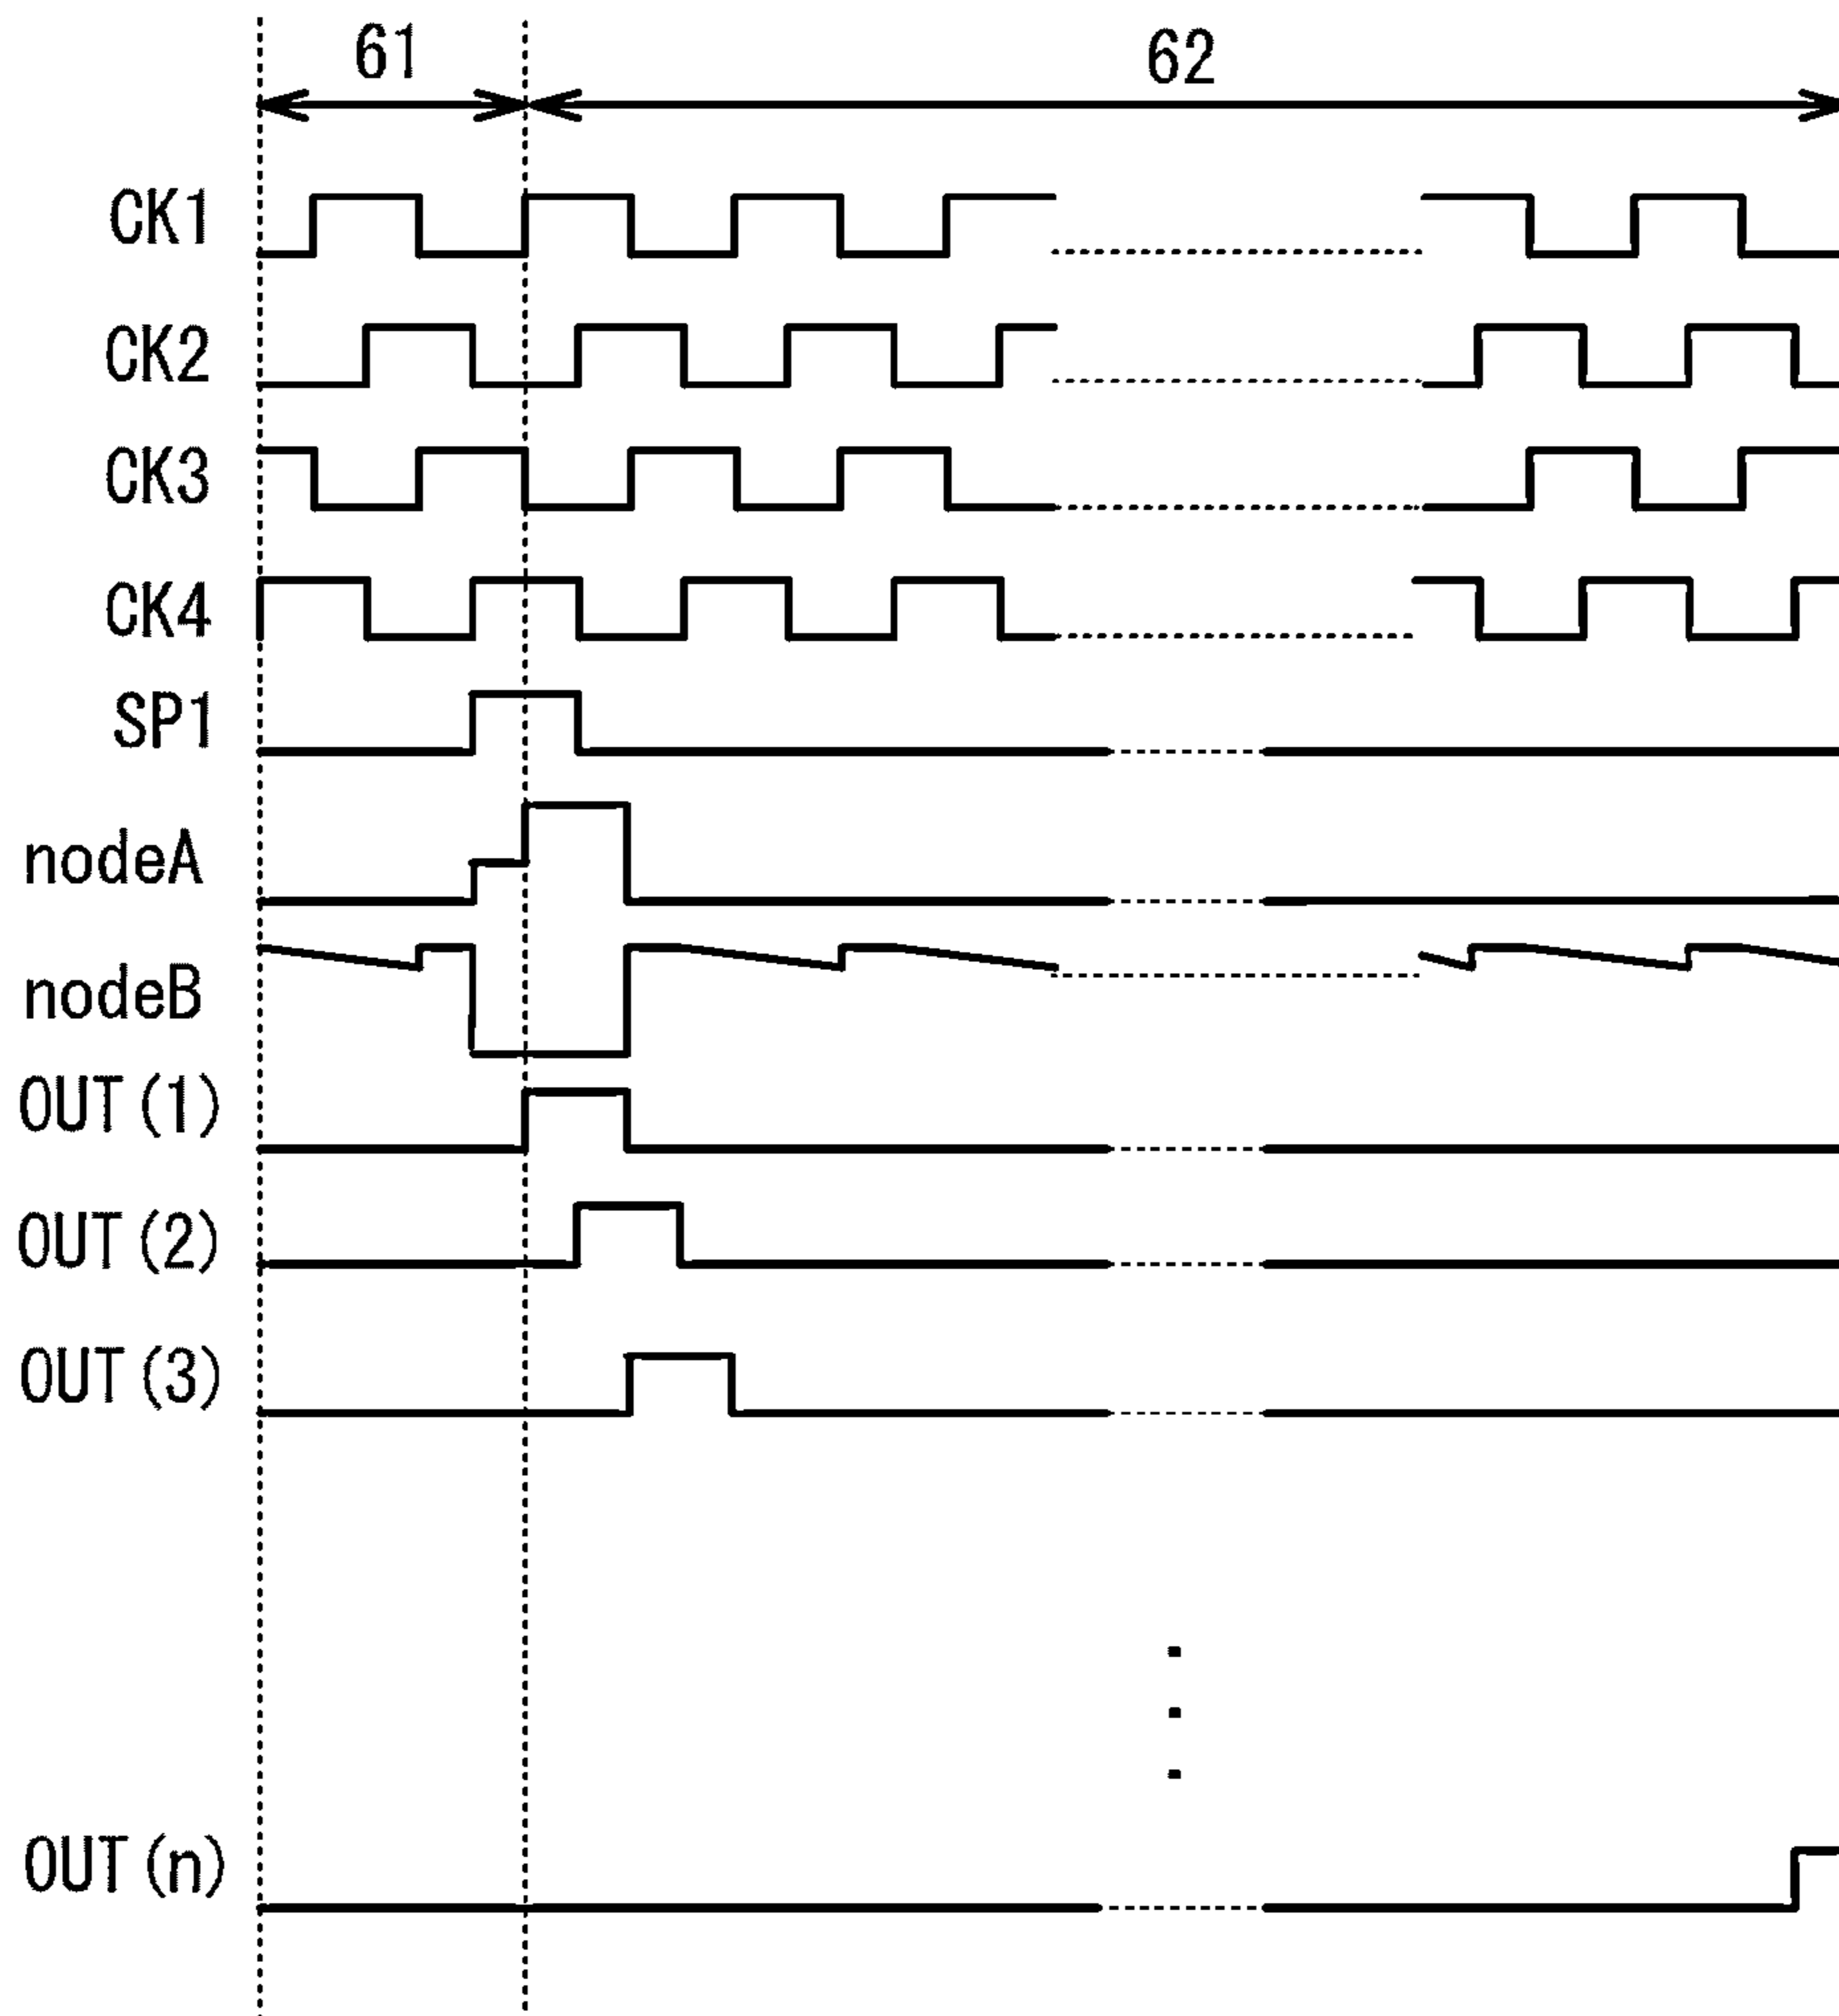 61 62
CK1
CK2
CK3
CK4
SP1
nodeA
nodeB
OUT(1)
OUT(2)
OUT(3)
OUT(n)